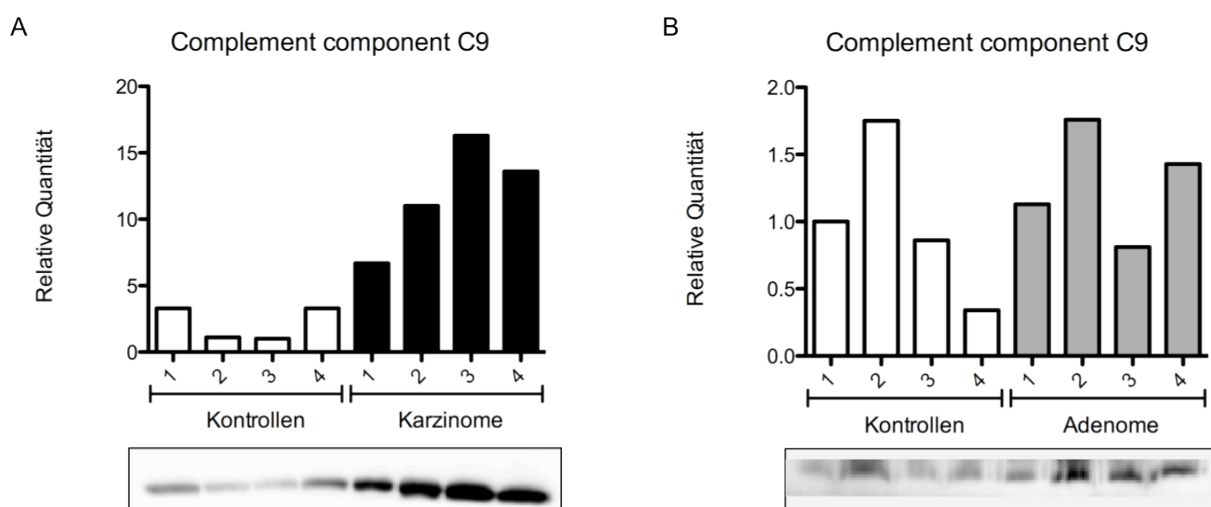 A
Complement component C9
Relative Quantität
20
15
10
5
0
1 2 3 4 1 2 3 4
Kontrollen Karzinome
B
Complement component C9
Relative Quantität
2.0
1.5
1.0
0.5
0.0
1 2 3 4 1 2 3 4
Kontrollen Adenome